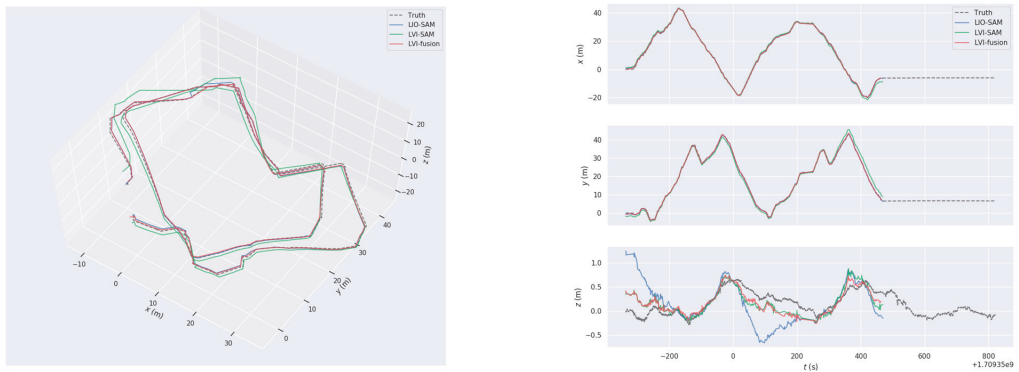 Truth
LIO-SAM
LVI-SAM
LVI-fusion
20
10
0
−10
−20
z (m)
40
30
20
10
0
y (m)
−10
0
10
20
30
x (m)
Truth
LIO-SAM
LVI-SAM
LVI-fusion
40
20
0
−20
x (m)
40
30
20
10
0
y (m)
1.0
0.5
0.0
−0.5
z (m)
−200
0
200
400
600
800
+1.70935e9
t (s)